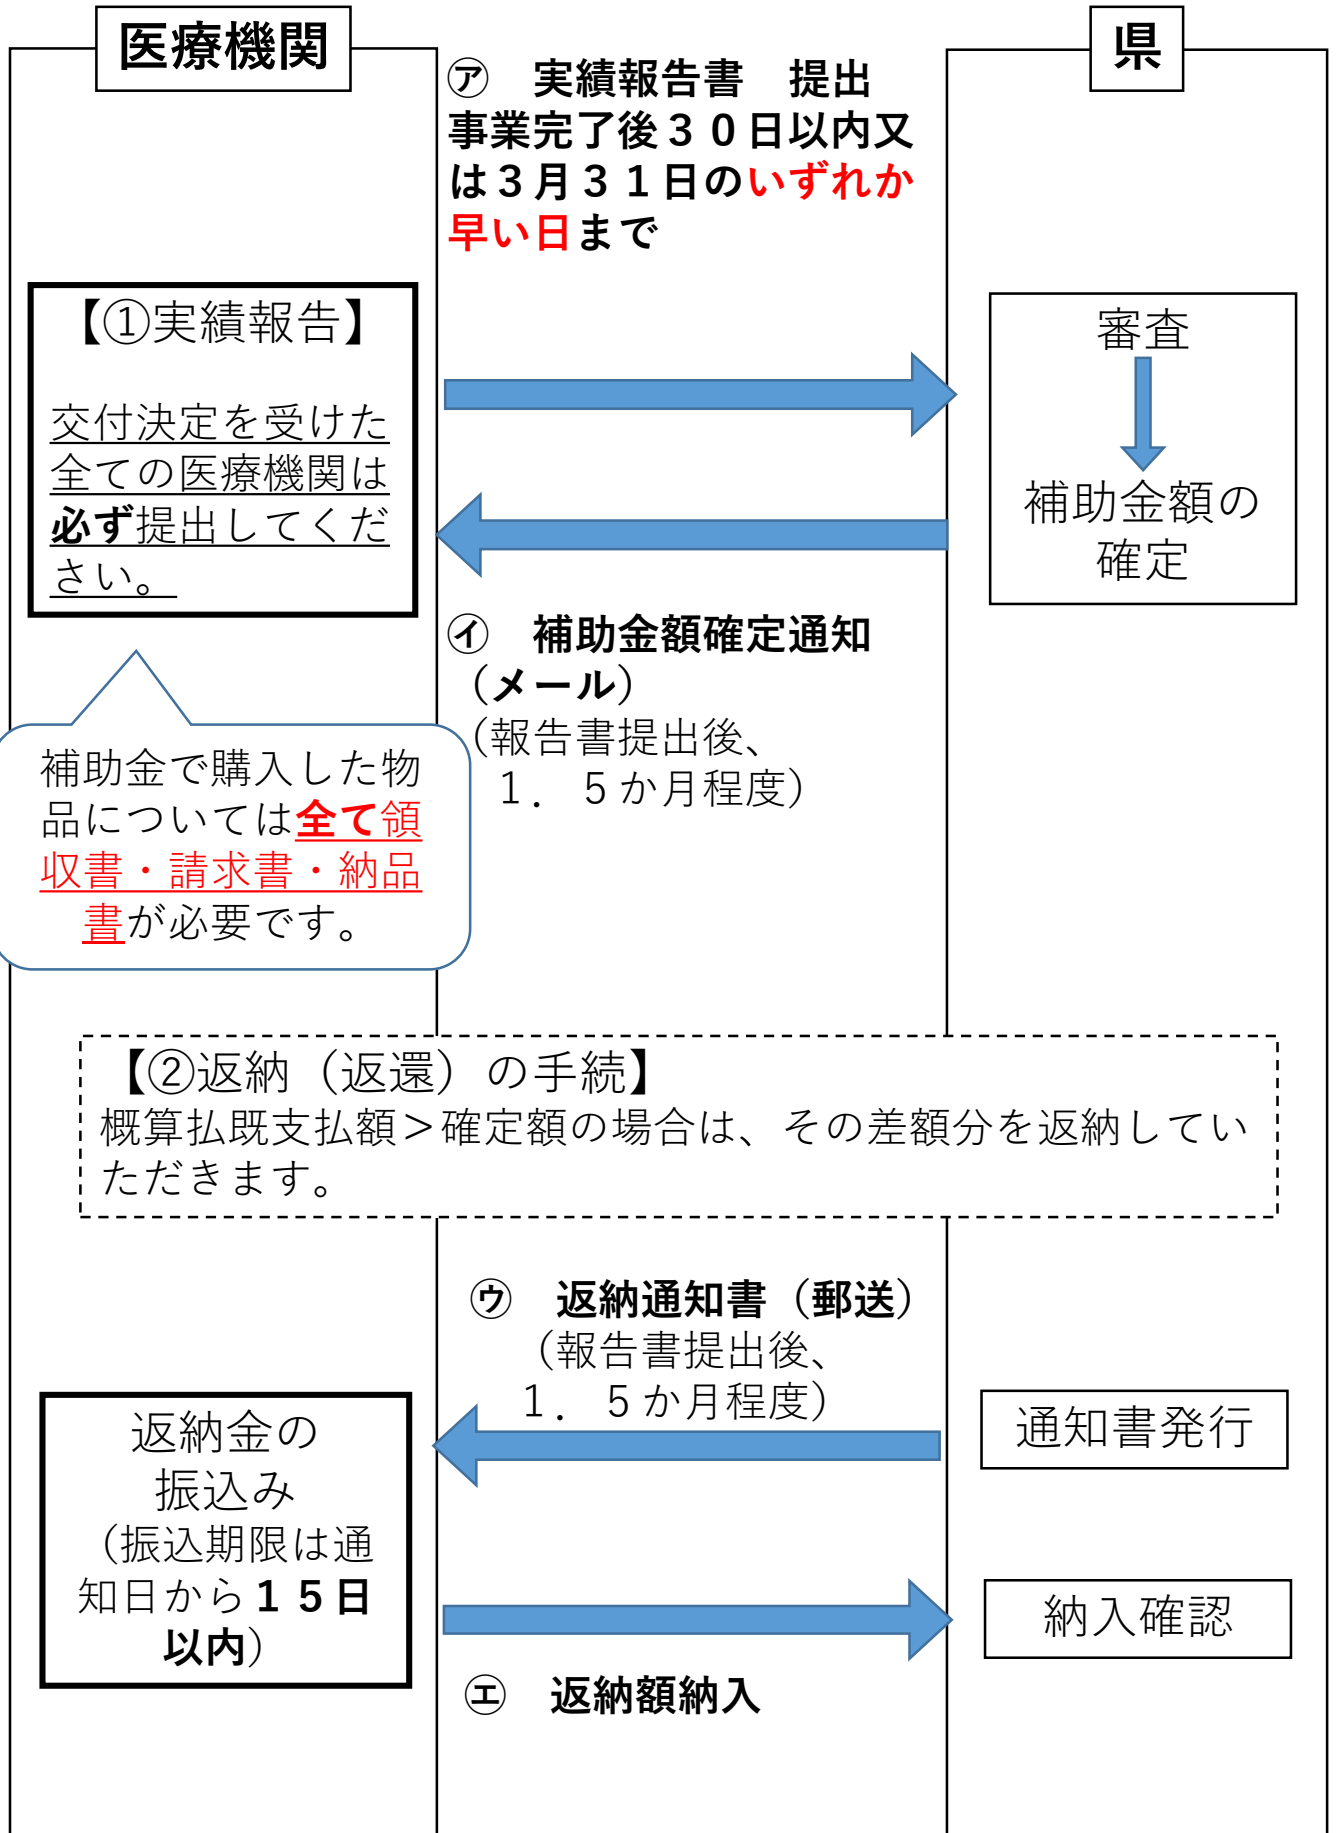 医療機関
県
㋐　実績報告書　提出
事業完了後３０日以内又
は３月３１日のいずれか
早い日まで
【①実績報告】
交付決定を受けた
全ての医療機関は
必ず提出してくだ
さい。
審査
補助金額の
確定
㋑　補助金額確定通知
（メール）
（報告書提出後、
１．５か月程度）
補助金で購入した物
品については全て領
収書・請求書・納品
書が必要です。
【②返納（返還）の手続】
概算払既支払額＞確定額の場合は、その差額分を返納してい
ただきます。
㋒　返納通知書（郵送）
（報告書提出後、
１．５か月程度）
返納金の
振込み
（振込期限は通
知日から１５日
以内）
通知書発行
納入確認
㋓　返納額納入